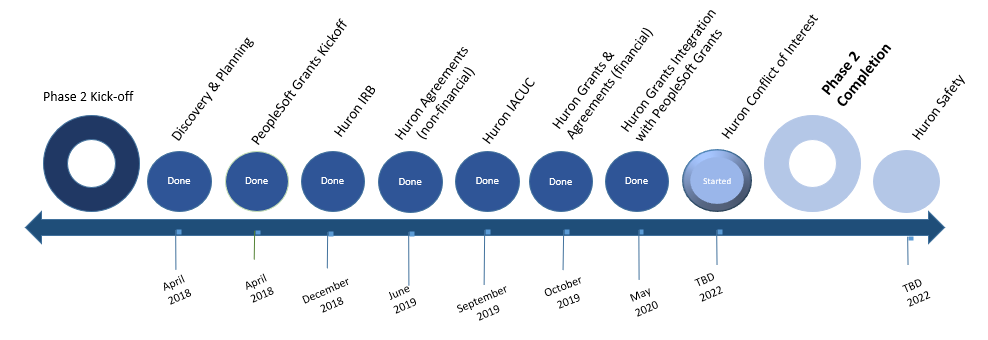 Phase 2 Kick-off
Discovery & Planning
PeopleSoft Grants Kickoff
Huron IRB
Huron Agreements
(non-financial)
Huron IACUC
Huron Grants &
Agreements (financial)
Huron Grants Integration
with PeopleSoft Grants
Huron Conflict of Interest
Phase 2
Completion
Huron Safety
Done
Done
Done
Done
Done
Done
Done
Started
April
2018
April
2018
December
2018
June
2019
September
2019
October
2019
May
2020
TBD
2022
TBD
2022